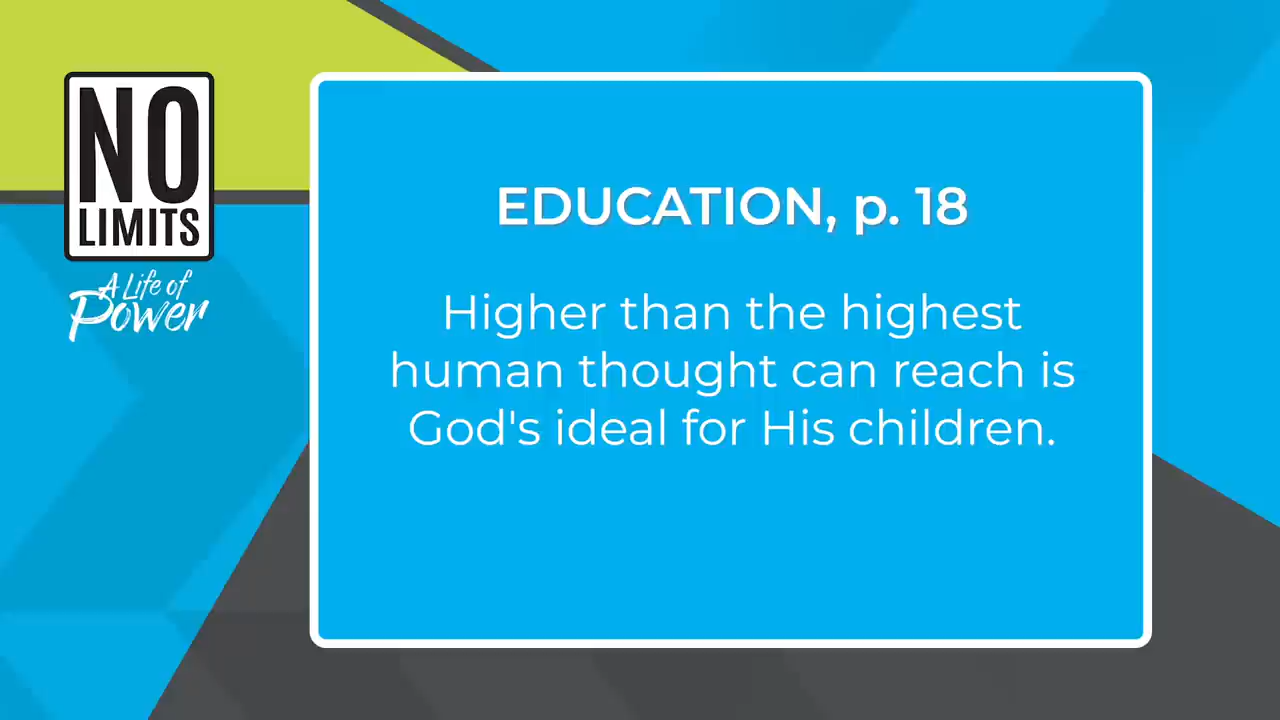 NO
LIMITS
A Life of
Power
EDUCATION, p. 18
Higher than the highest
human thought can reach is
God's ideal for His children.